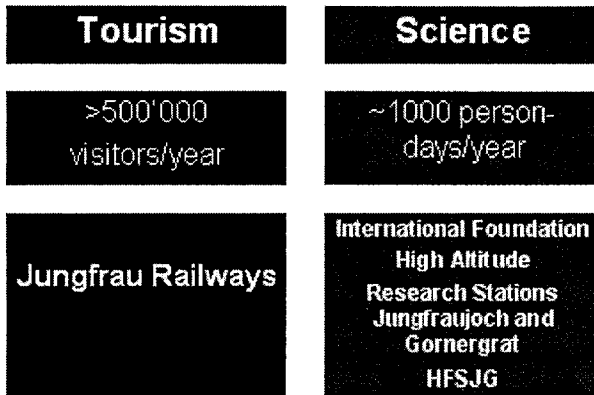 Tourism
>500'000
visitors/year
Jungfrau Railways
Science
~1000 person-
days/year
International Foundation
High Altitude
Research Stations
Jungfraujoch and
Gornergrat
HFSJG